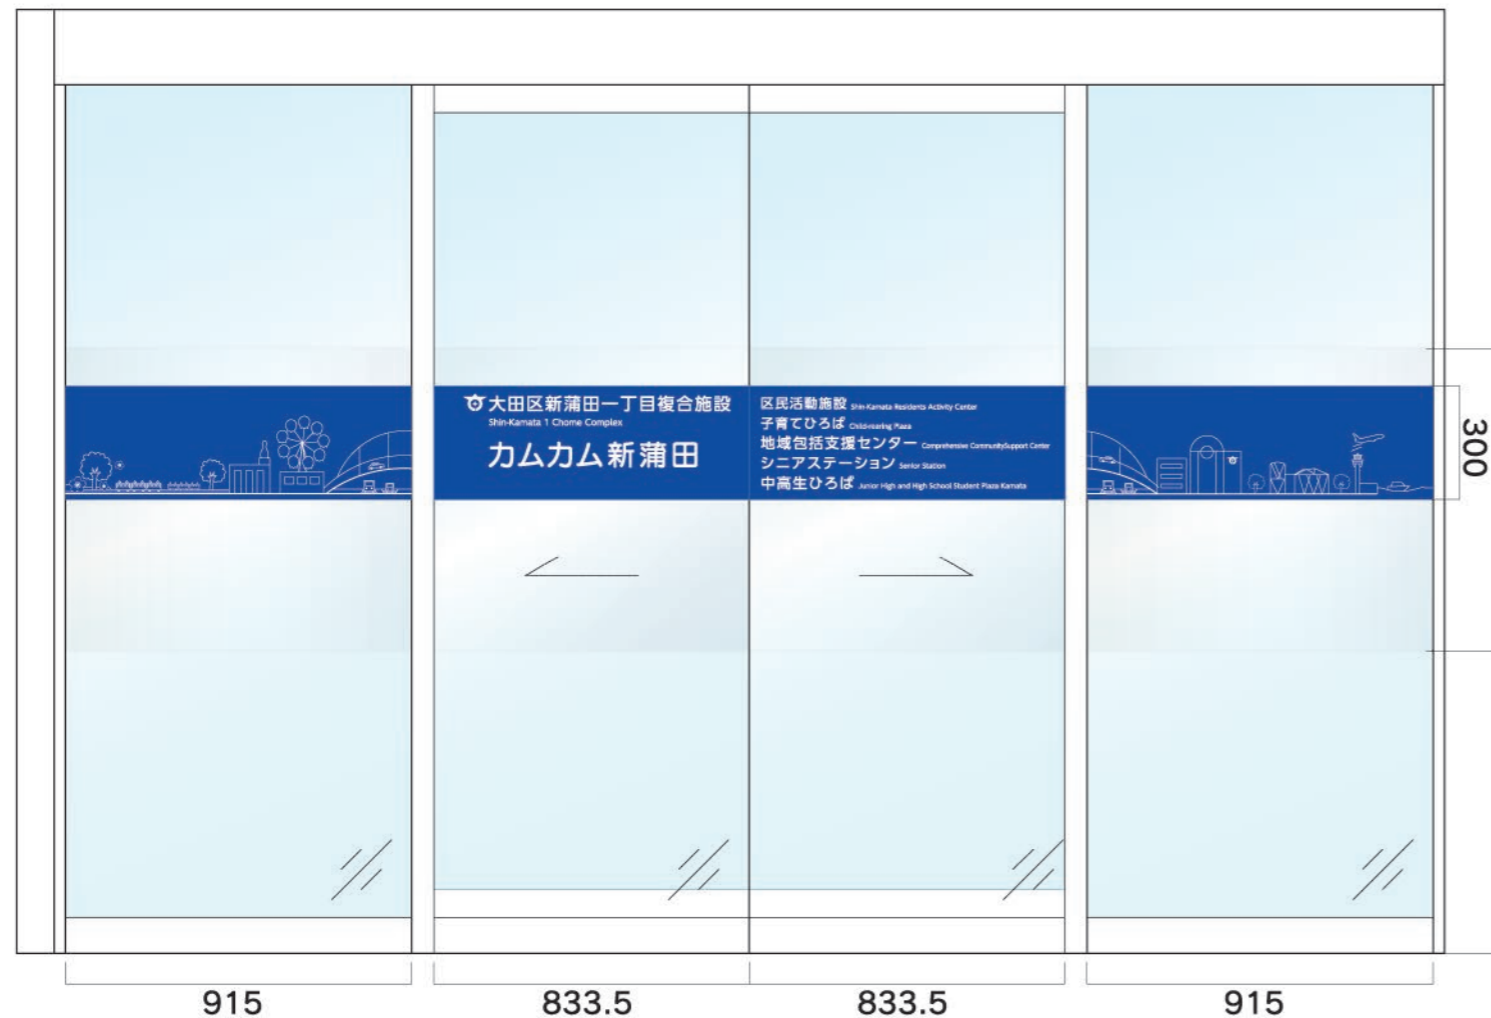 大田区新蒲田一丁目複合施設
Shin-Kamata 1 Chome Complex
カムカム新蒲田
区民活動施設 Shin-Kamata Residents Activity Center
子育てひろば Child-rearing Plaza
地域包括支援センター Comprehensive CommunitySupport Center
シニアステーション Senior Station
中高生ひろば Junior High and High School Student Plaza Kamata
300
915
833.5
833.5
915